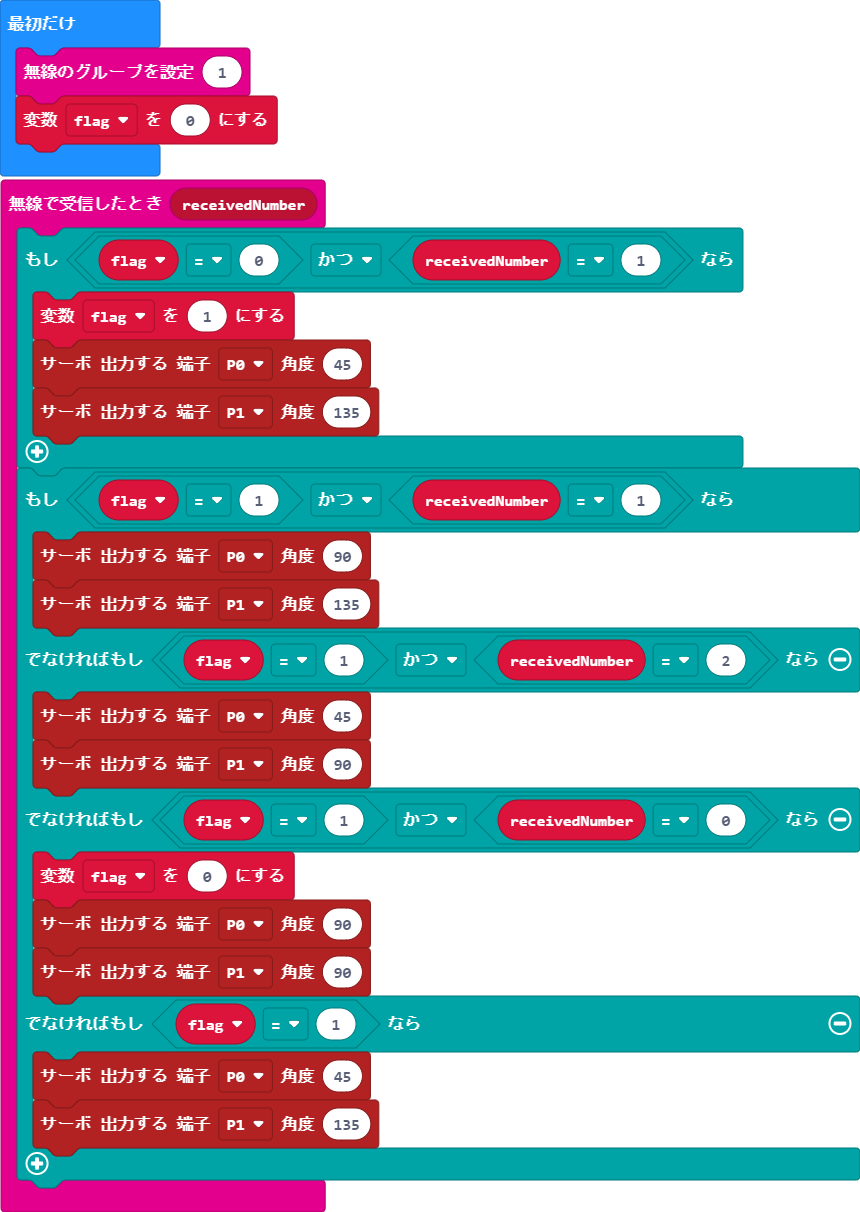 最初だけ
無線のグループを設定 1
変数 flag を 0 にする
無線で受信したとき receivedNumber
もし flag = 0 かつ receivedNumber = 1 なら
変数 flag を 1 にする
サーボ 出力する 端子 P0 角度 45
サーボ 出力する 端子 P1 角度 135
もし flag = 1 かつ receivedNumber = 1 なら
サーボ 出力する 端子 P0 角度 90
サーボ 出力する 端子 P1 角度 135
でなければもし flag = 1 かつ receivedNumber = 2 なら
サーボ 出力する 端子 P0 角度 45
サーボ 出力する 端子 P1 角度 90
でなければもし flag = 1 かつ receivedNumber = 0 なら
変数 flag を 0 にする
サーボ 出力する 端子 P0 角度 90
サーボ 出力する 端子 P1 角度 90
でなければもし flag = 1 なら
サーボ 出力する 端子 P0 角度 45
サーボ 出力する 端子 P1 角度 135